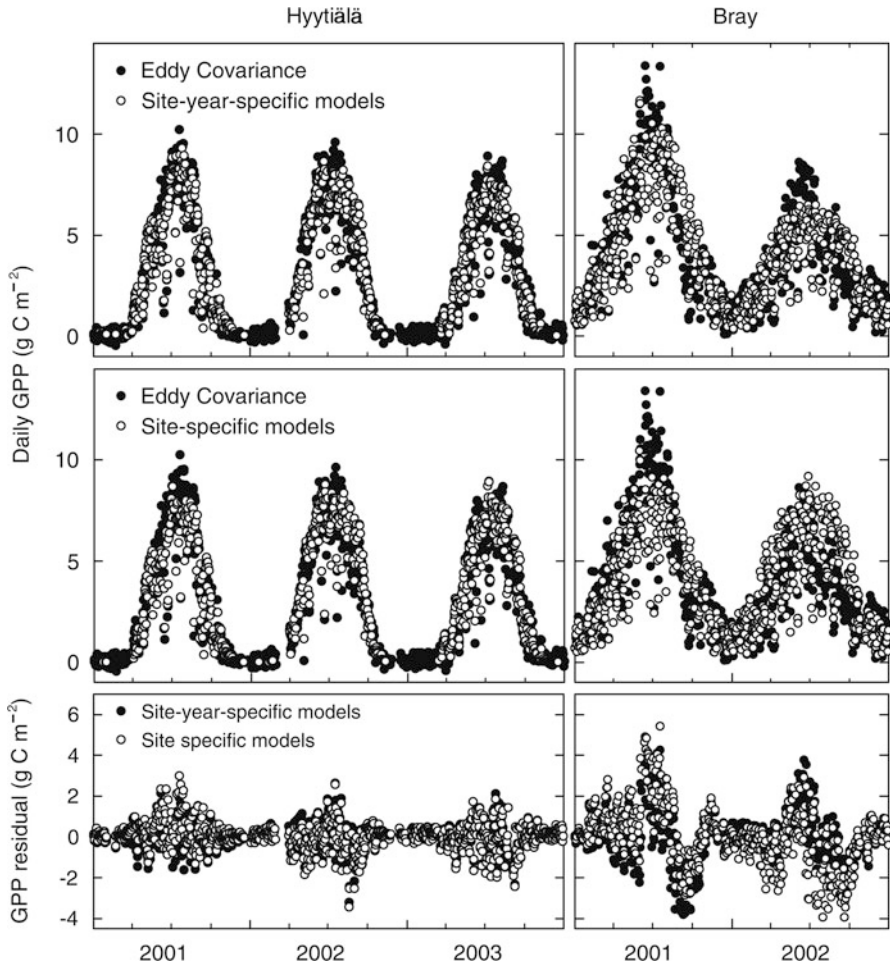 Hyytiälä
Bray
Daily GPP (g C m−2)
10
5
0
Eddy Covariance
Site-year-specific models
10
5
0
Eddy Covariance
Site-specific models
GPP residual (g C m−2)
6
4
2
0
-2
-4
Site-year-specific models
Site specific models
2001
2002
2003
2001
2002